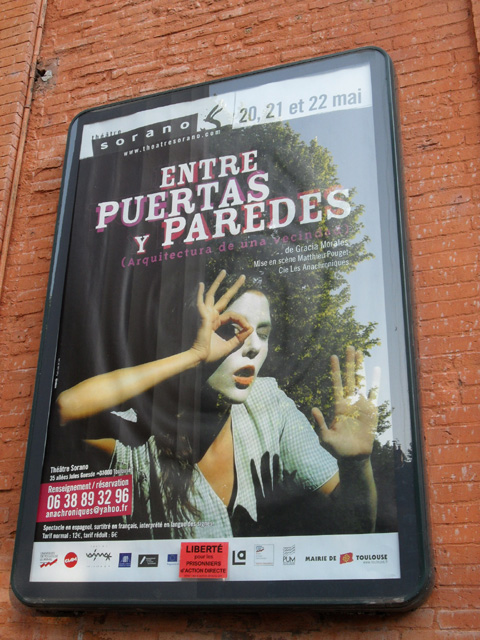 théâtre
sorano
www.theatresorano.com
20, 21 et 22 mai
ENTRE
PUERTAS
Y PAREDES
(Arquitectura de una vecindad)
de Gracia Morales
Mise en scène Matthieu Pouget
Cie Les Anachroniques
Théâtre Sorano
35 allées Jules Guesde
Renseignement / réservation
06 38 89 32 96
anachroniques@yahoo.fr
Spectacle en espagnol, surtitré en français, interprété en langue des signes
Tarif normal : 12€, tarif réduit : 6€
LIBERTÉ
pour les
PRISONNIERS
D'ACTION DIRECTE
LA
PUM
MAIRIE DE TOULOUSE